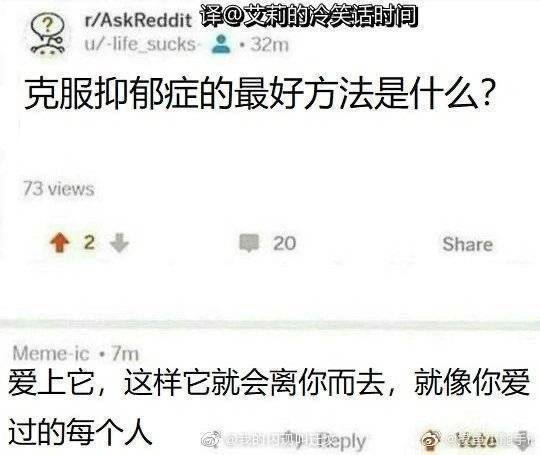 r/AskReddit 译@艾莉的冷笑话时间
u/-life_sucks- • 32m
克服抑郁症的最好方法是什么？
73 views
2 20 Share
Meme-ic • 7m
爱上它，这样它就会离你而去，就像你爱
过的每个人
Reply Vote